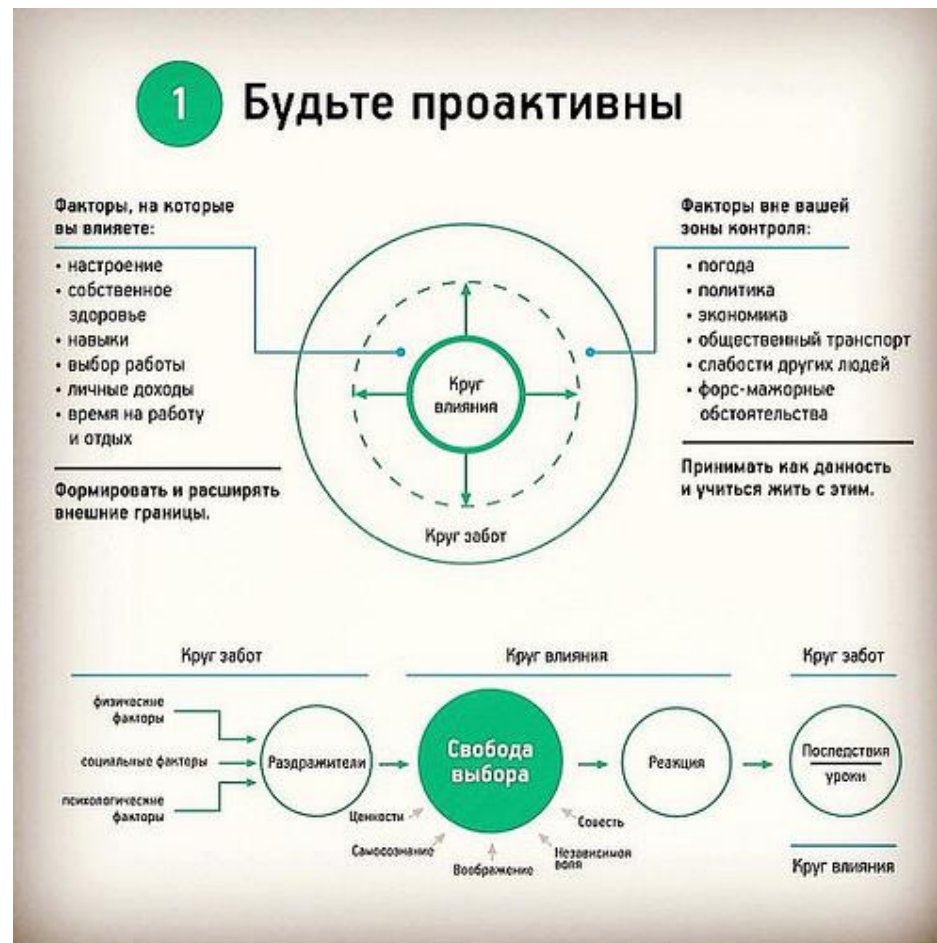 1 Будьте проактивны
Факторы, на которые
вы влияете:
• настроение
• собственное
здоровье
• навыки
• выбор работы
• личные доходы
• время на работу
и отдых
Формировать и расширять
внешние границы.
Факторы вне вашей
зоны контроля:
• погода
• политика
• экономика
• общественный транспорт
• слабости других людей
• форс-мажорные
обстоятельства
Принимать как данность
и учиться жить с этим.
Круг
влияния
Круг забот
Круг забот
Круг влияния
Круг забот
физические
факторы
социальные факторы
психологические
факторы
Раздражители
Свобода
выбора
Реакция
Последствия
уроки
Ценности
Самосознание
Воображение
Независимая
воля
Совесть
Круг влияния